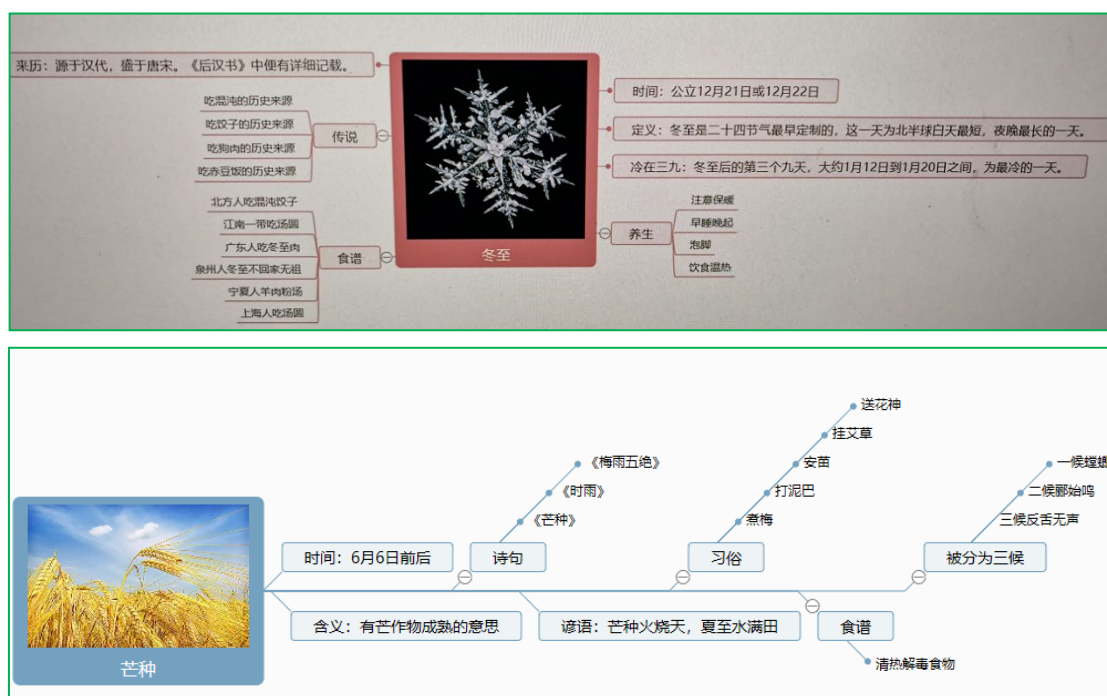 来历：源于汉代，盛于唐宋。《后汉书》中便有详细记载。
吃混沌的历史来源
吃饺子的历史来源
吃狗肉的历史来源
吃赤豆饭的历史来源
传说
北方人吃混沌饺子
江南一带吃汤圆
广东人吃冬至肉
泉州人冬至不回家无祖
宁夏人羊肉粉汤
上海人吃汤圆
食谱
冬至
时间：公立12月21日或12月22日
定义：冬至是二十四节气最早定制的，这一天为北半球白天最短，夜晚最长的一天。
冷在三九：冬至后的第三个九天，大约1月12日到1月20日之间，为最冷的一天。
养生
注意保暖
早睡晚起
泡脚
饮食温热
芒种
时间：6月6日前后
《梅雨五绝》
《时雨》
《芒种》
诗句
送花神
挂艾草
安苗
打泥巴
煮梅
习俗
一候螳螂
二候鹂始鸣
三候反舌无声
被分为三候
含义：有芒作物成熟的意思
谚语：芒种火烧天，夏至水满田
食谱
清热解毒食物